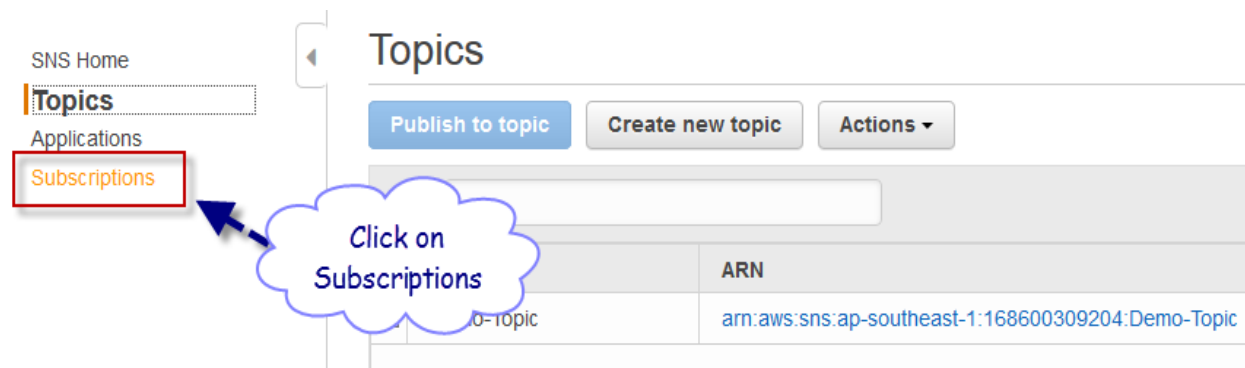 SNS Home
Topics
Applications
Subscriptions
Topics
Publish to topic
Create new topic
Actions
Click on
Subscriptions
ARN
arn:aws:sns:ap-southeast-1:168600309204:Demo-Topic